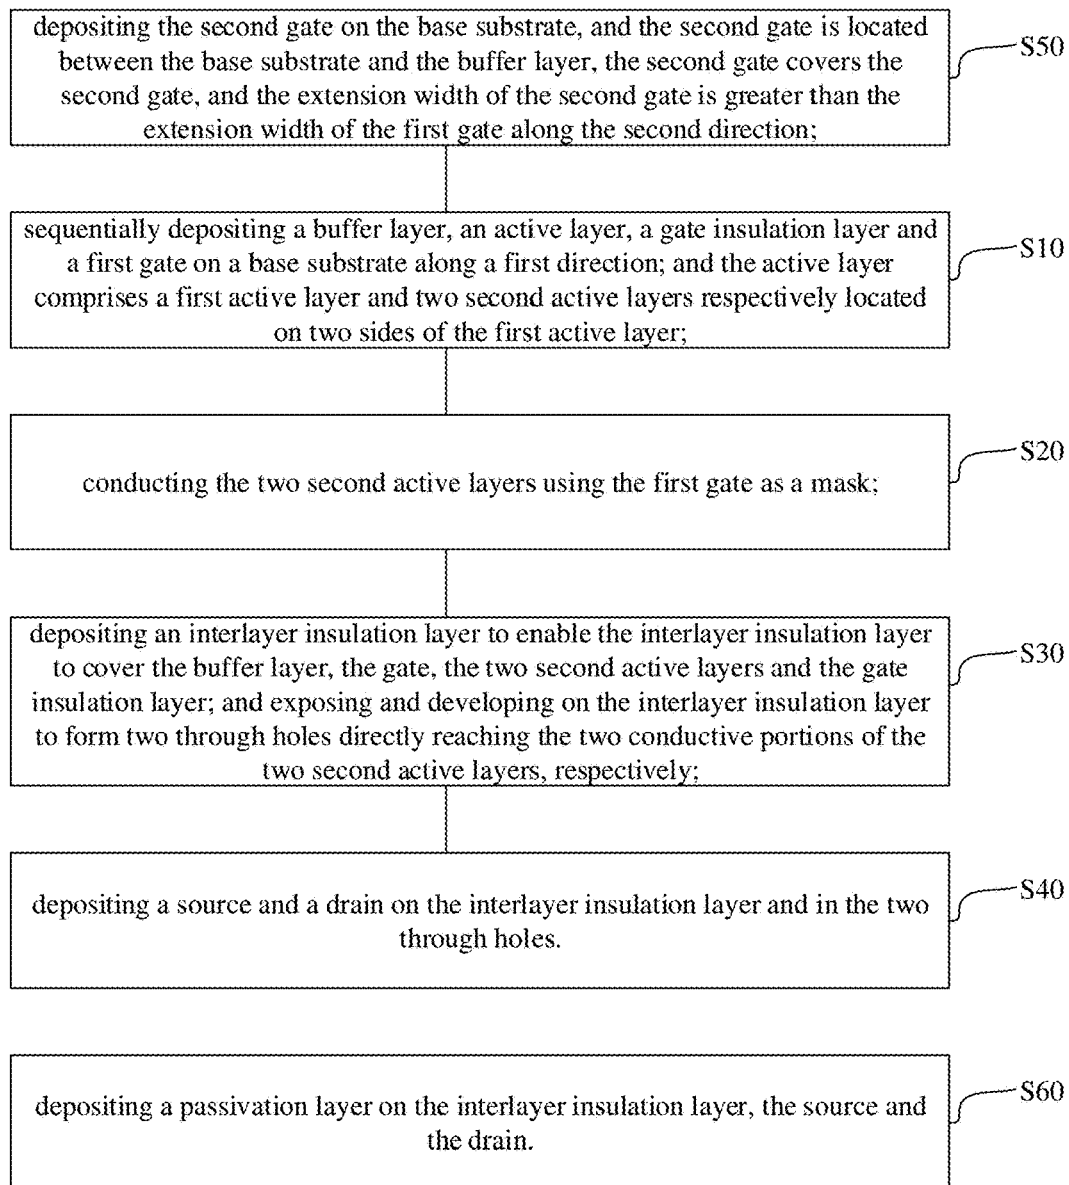 depositing the second gate on the base substrate, and the second gate is located
between the base substrate and the buffer layer, the second gate covers the
second gate, and the extension width of the second gate is greater than the
extension width of the first gate along the second direction;
S50
sequentially depositing a buffer layer, an active layer, a gate insulation layer and
a first gate on a base substrate along a first direction; and the active layer
comprises a first active layer and two second active layers respectively located
on two sides of the first active layer;
S10
conducting the two second active layers using the first gate as a mask;
S20
depositing an interlayer insulation layer to enable the interlayer insulation layer
to cover the buffer layer, the gate, the two second active layers and the gate
insulation layer; and exposing and developing on the interlayer insulation layer
to form two through holes directly reaching the two conductive portions of the
two second active layers, respectively;
S30
depositing a source and a drain on the interlayer insulation layer and in the two
through holes.
S40
depositing a passivation layer on the interlayer insulation layer, the source and
the drain.
S60